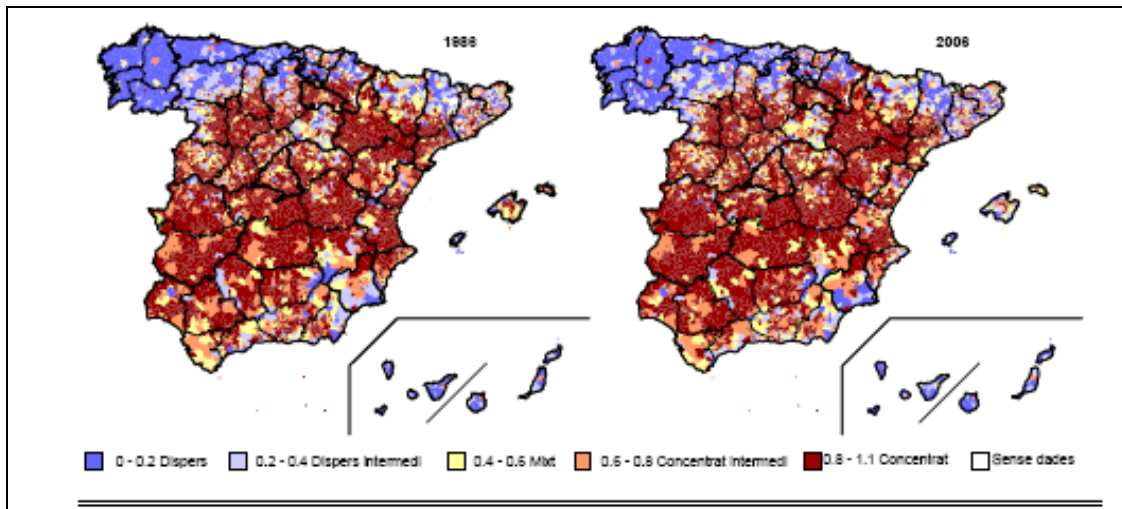 1986
2006
0 - 0.2 Dispers
0.2 - 0.4 Dispers Intermedi
0.4 - 0.6 Mixt
0.6 - 0.8 Concentrat Intermedi
0.8 - 1.1 Concentrat
Sense dades